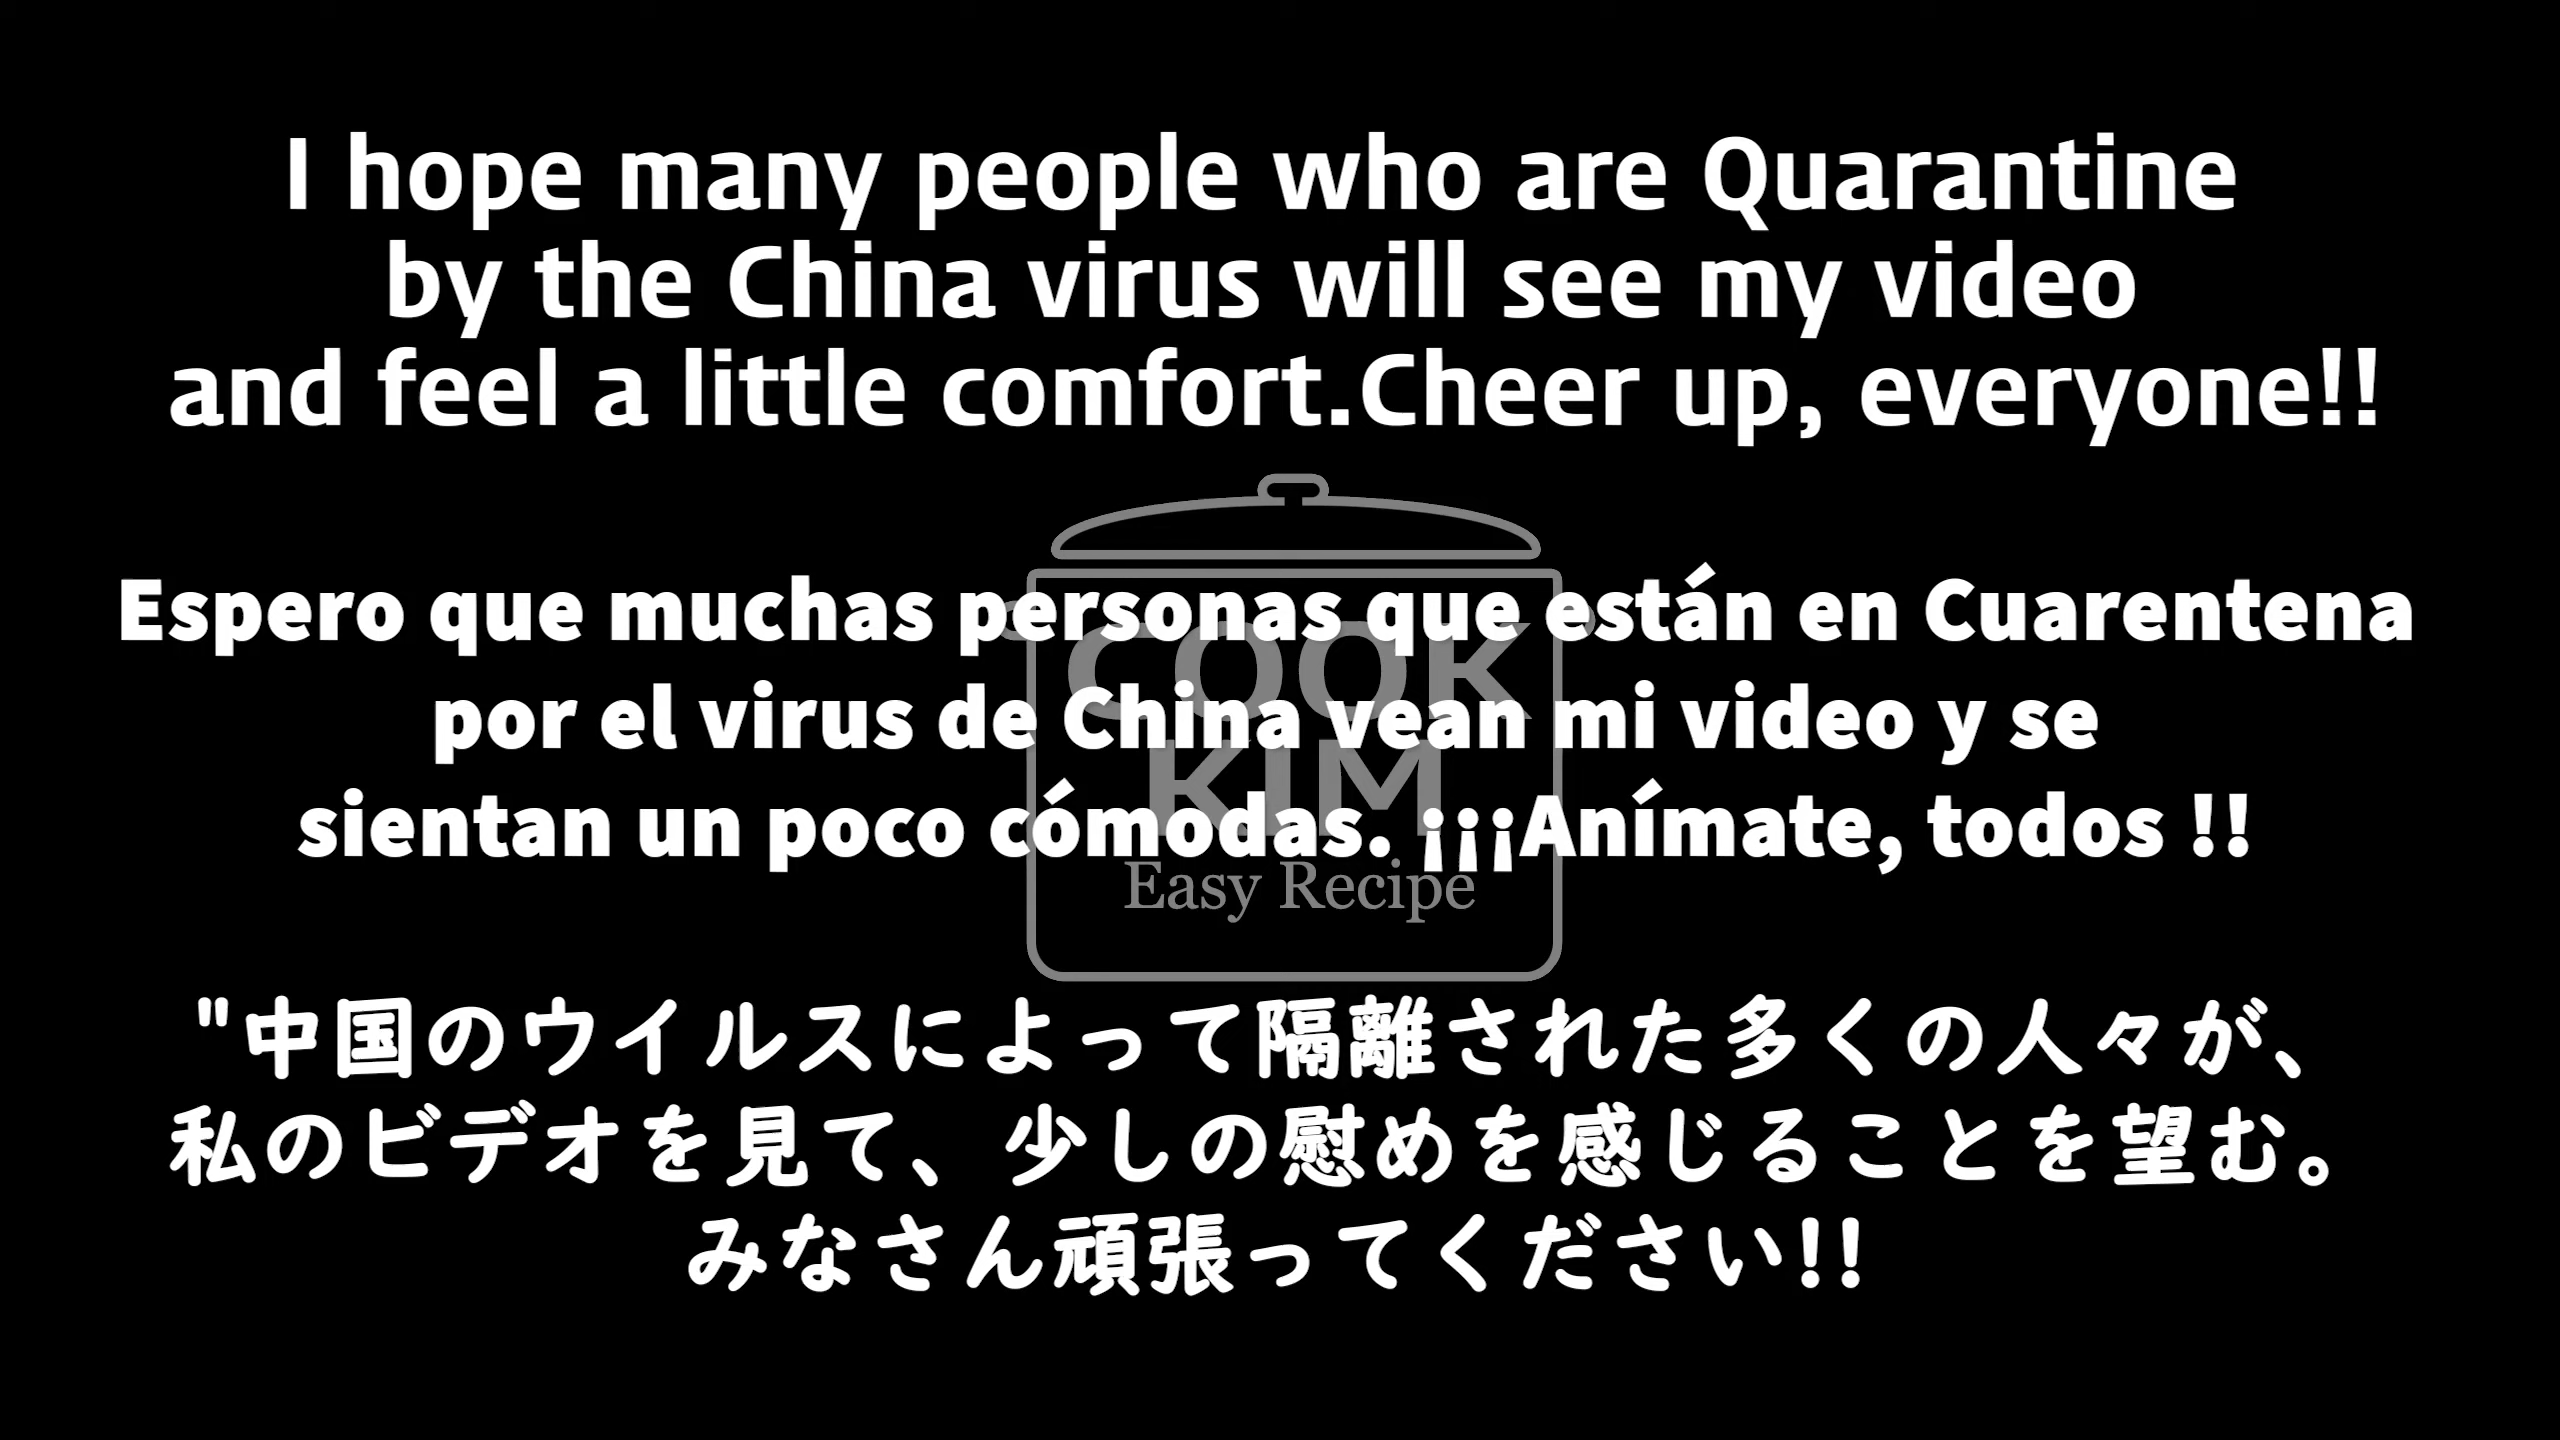 I hope many people who are Quarantine
by the China virus will see my video
and feel a little comfort.Cheer up, everyone!!
Espero que muchas personas que están en Cuarentena
por el virus de China vean mi video y se
sientan un poco cómodas. ¡¡¡Anímate, todos !!
COOK
KIM
Easy Recipe
"中国のウイルスによって隔離された多くの人々が、
私のビデオを見て、少しの慰めを感じることを望む。
みなさん頑張ってください!!